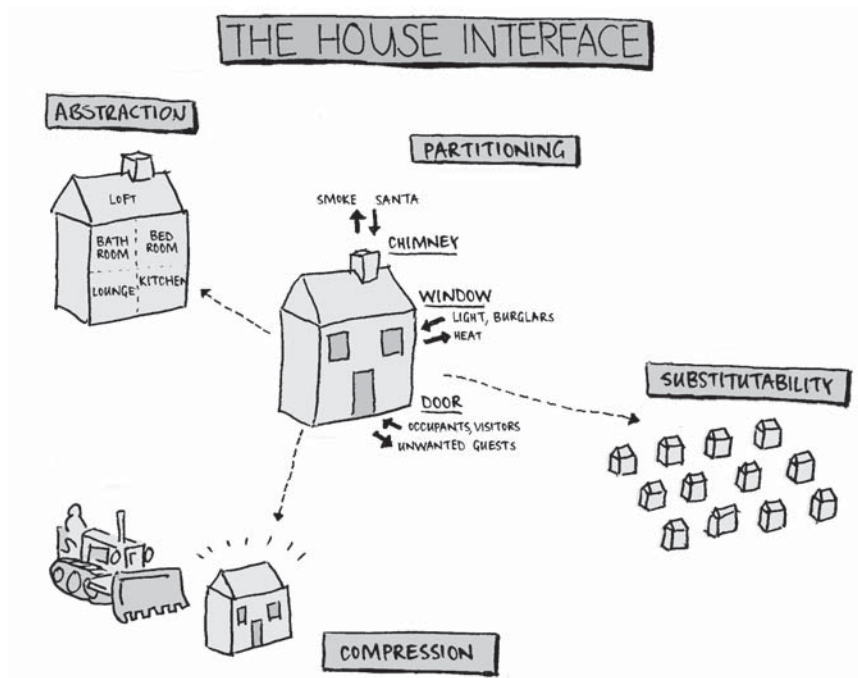 THE HOUSE INTERFACE
ABSTRACTION
PARTITIONING
LOFT
BATH ROOM
BED ROOM
LOUNGE
KITCHEN
SMOKE
SANTA
CHIMNEY
WINDOW
LIGHT, BURGLARS
HEAT
DOOR
OCCUPANTS, VISITORS
UNWANTED GUESTS
SUBSTITUTABILITY
COMPRESSION